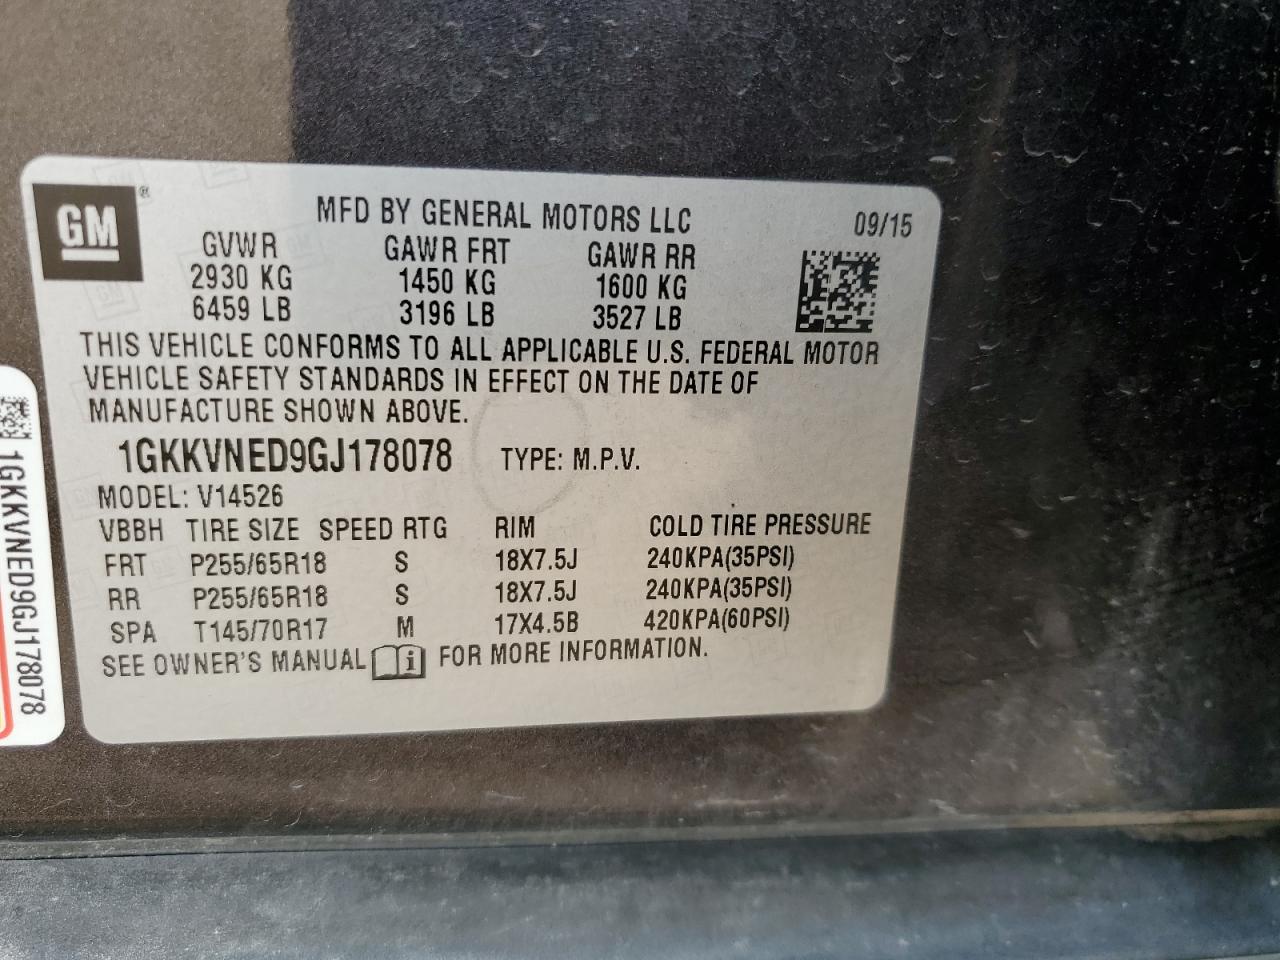 GM®
MFD BY GENERAL MOTORS LLC 09/15
GVWR GAWR FRT GAWR RR
2930 KG 1450 KG 1600 KG
6459 LB 3196 LB 3527 LB
THIS VEHICLE CONFORMS TO ALL APPLICABLE U.S. FEDERAL MOTOR
VEHICLE SAFETY STANDARDS IN EFFECT ON THE DATE OF
MANUFACTURE SHOWN ABOVE.
1GKKVNED9GJ178078 TYPE: M.P.V.
MODEL: V14526
VBBH TIRE SIZE SPEED RTG RIM COLD TIRE PRESSURE
FRT P255/65R18 S 18X7.5J 240KPA(35PSI)
RR P255/65R18 S 18X7.5J 240KPA(35PSI)
SPA T145/70R17 M 17X4.5B 420KPA(60PSI)
SEE OWNER'S MANUAL i FOR MORE INFORMATION.
1GKKVNED9GJ178078